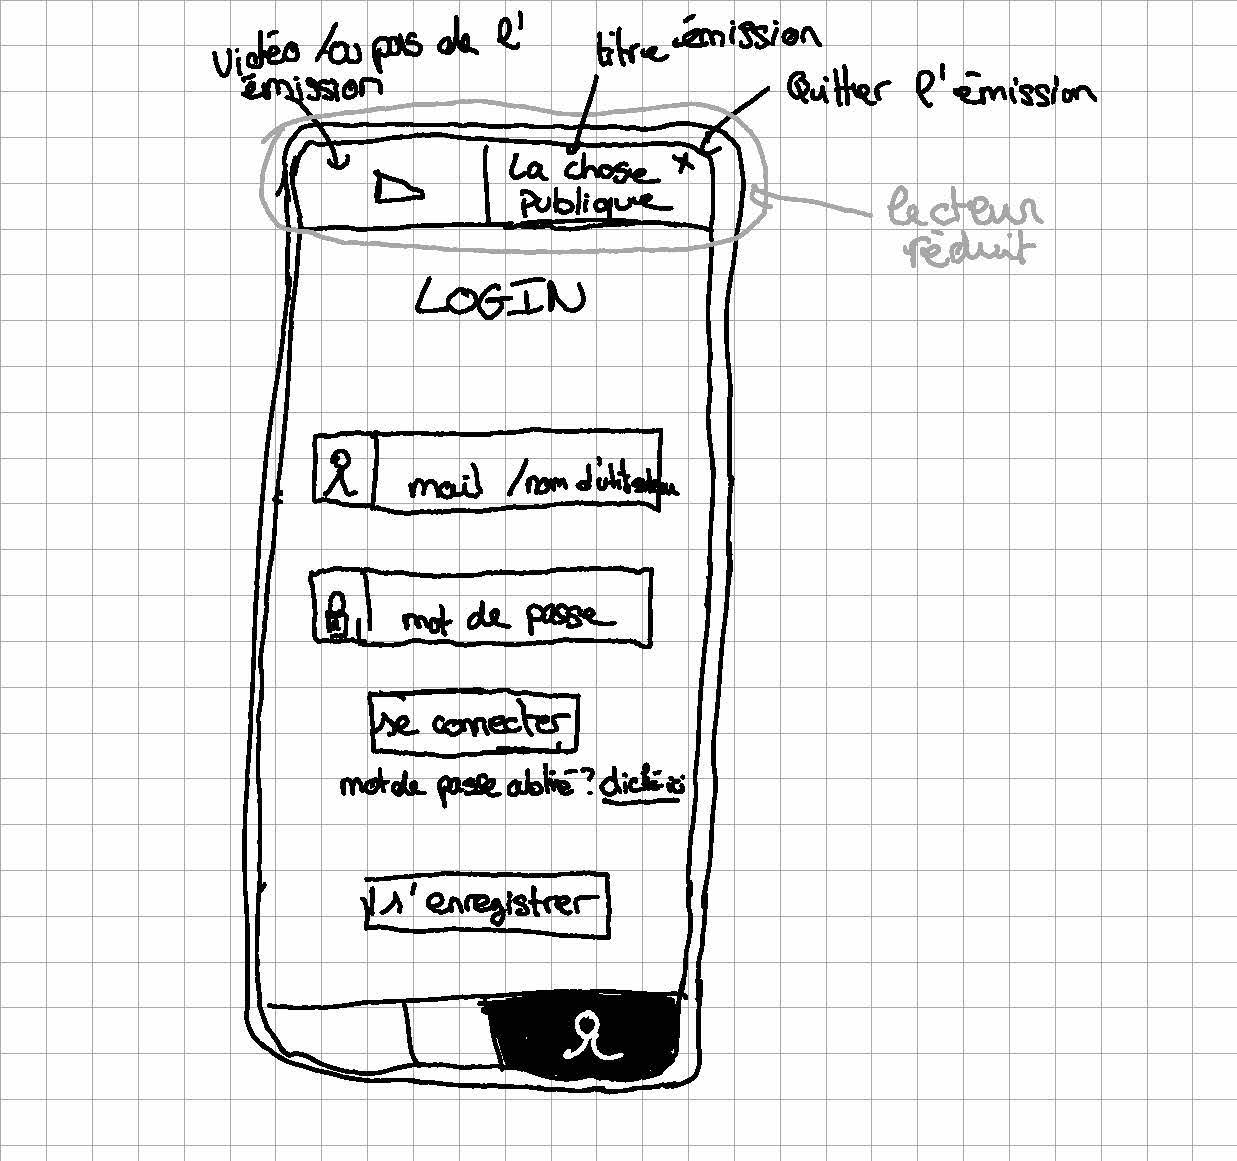 vidéo /ou pas de l'
émission
titre émission
Quitter l'émission
La chose
Publique
x
lecteur
réduit
LOGIN
mail /nom d'utilisateur
mot de passe
se connecter
mot de passe oublié ? clické ici
s'enregistrer